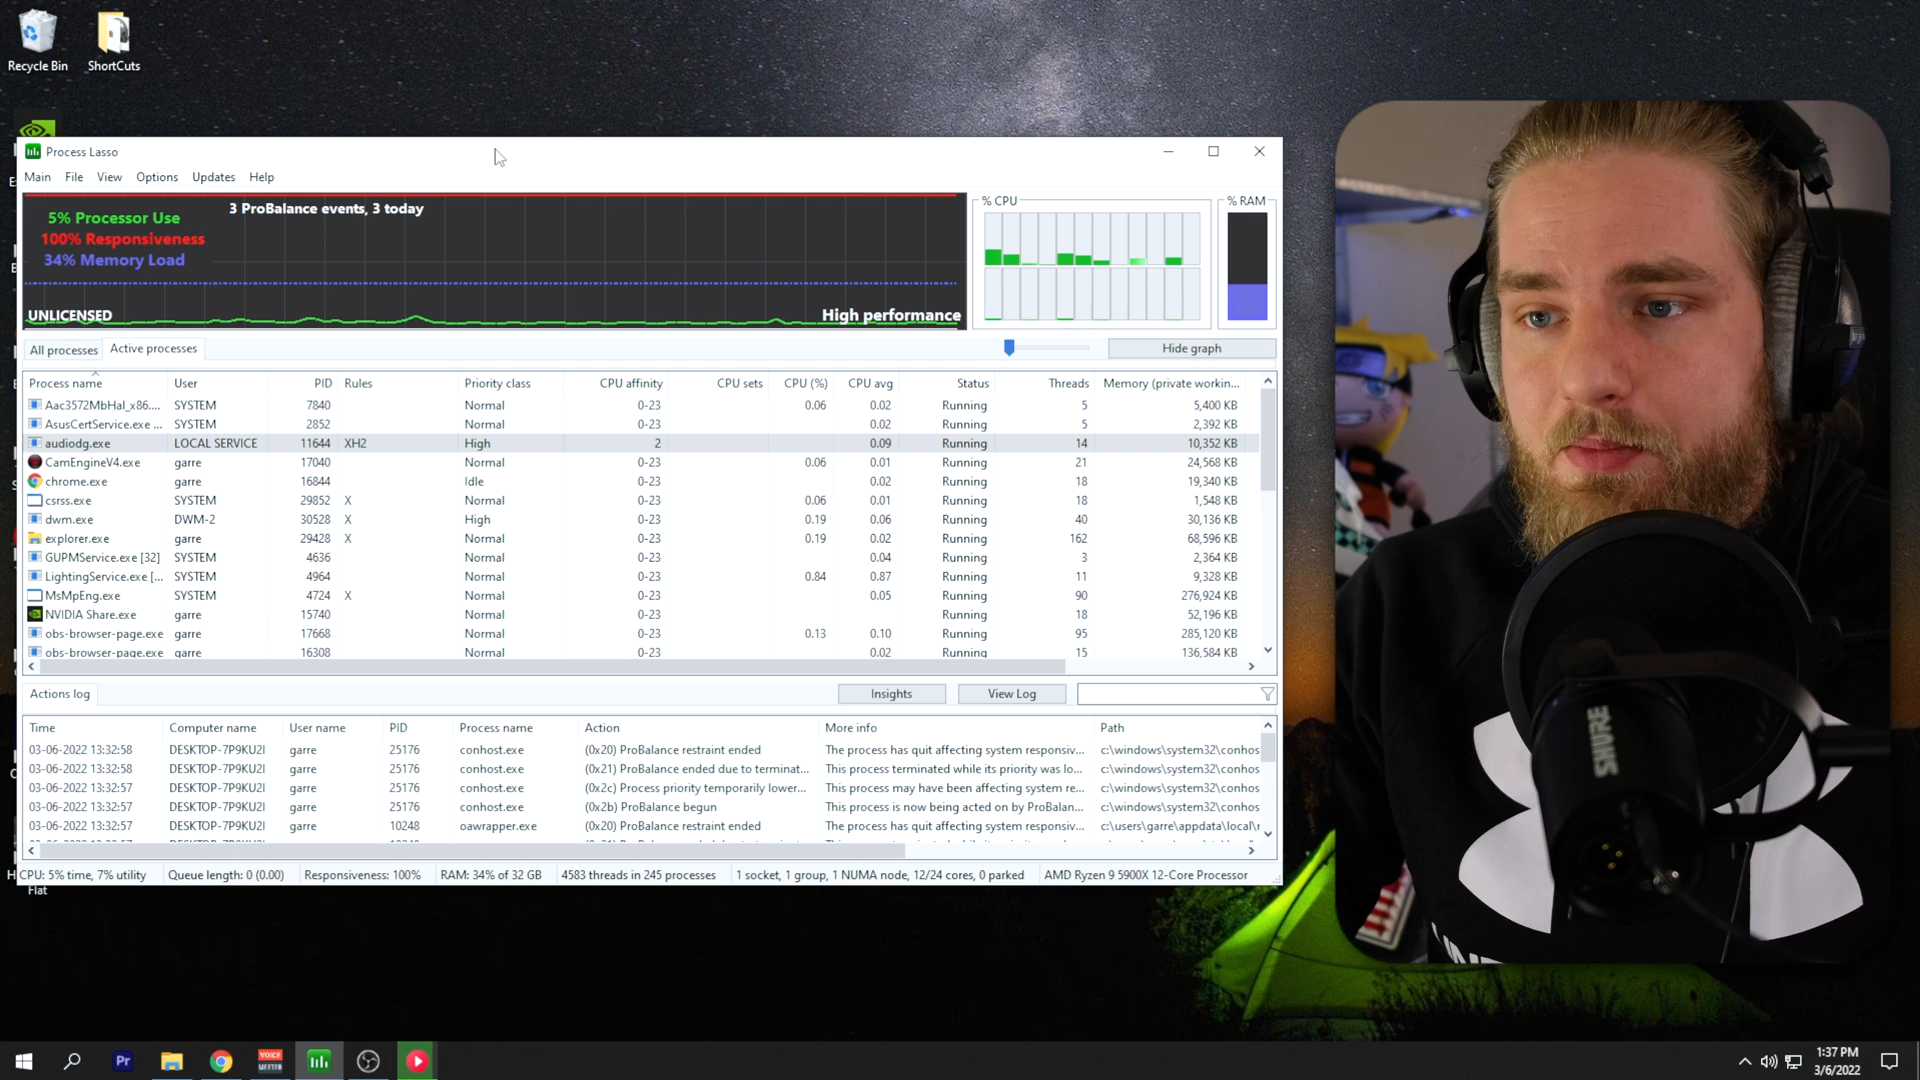 Recycle Bin
ShortCuts
Process Lasso
Main File View Options Updates Help
5% Processor Use
100% Responsiveness
34% Memory Load
3 ProBalance events, 3 today
UNLICENSED
High performance
% CPU
% RAM
All processes Active processes
Hide graph
Process name User PID Rules Priority class CPU affinity CPU sets CPU (%) CPU avg Status Threads Memory (private workin...
Aac3572MbHal_x86.... SYSTEM 7840 Normal 0-23 0.06 0.02 Running 5 5,400 KB
AsusCertService.exe ... SYSTEM 2852 Normal 0-23 0.02 Running 5 2,392 KB
audiodg.exe LOCAL SERVICE 11644 XH2 High 2 0.09 Running 14 10,352 KB
CamEngineV4.exe garre 17040 Normal 0-23 0.06 0.01 Running 21 24,568 KB
chrome.exe garre 16844 Idle 0-23 0.02 Running 18 19,340 KB
csrss.exe SYSTEM 29852 X Normal 0-23 0.06 0.01 Running 18 1,548 KB
dwm.exe DWM-2 30528 X High 0-23 0.19 0.06 Running 40 30,136 KB
explorer.exe garre 29428 X Normal 0-23 0.19 0.02 Running 162 68,596 KB
GUPMService.exe [32] SYSTEM 4636 Normal 0-23 0.04 Running 3 2,364 KB
LightingService.exe [... SYSTEM 4964 Normal 0-23 0.84 0.87 Running 11 9,328 KB
MsMpEng.exe SYSTEM 4724 X Normal 0-23 0.05 Running 90 276,924 KB
NVIDIA Share.exe garre 15740 Normal 0-23 Running 18 52,196 KB
obs-browser-page.exe garre 17668 Normal 0-23 0.13 0.10 Running 95 285,120 KB
obs-browser-page.exe garre 16308 Normal 0-23 0.02 Running 15 136,584 KB
Actions log
Insights
View Log
Time Computer name User name PID Process name Action More info Path
03-06-2022 13:32:58 DESKTOP-7P9KU2I garre 25176 conhost.exe (0x20) ProBalance restraint ended The process has quit affecting system responsiv... c:\windows\system32\conhos
03-06-2022 13:32:58 DESKTOP-7P9KU2I garre 25176 conhost.exe (0x21) ProBalance ended due to terminat... This process terminated while its priority was lo... c:\windows\system32\conhos
03-06-2022 13:32:57 DESKTOP-7P9KU2I garre 25176 conhost.exe (0x2c) Process priority temporarily lower... This process may have been affecting system re... c:\windows\system32\conhos
03-06-2022 13:32:57 DESKTOP-7P9KU2I garre 25176 conhost.exe (0x2b) ProBalance begun This process is now being acted on by ProBalan... c:\windows\system32\conhos
03-06-2022 13:32:57 DESKTOP-7P9KU2I garre 10248 oawrapper.exe (0x20) ProBalance restraint ended The process has quit affecting system responsiv... c:\users\garre\appdata\local\
CPU: 5% time, 7% utility Queue length: 0 (0.00) Responsiveness: 100% RAM: 34% of 32 GB 4583 threads in 245 processes 1 socket, 1 group, 1 NUMA node, 12/24 cores, 0 parked AMD Ryzen 9 5900X 12-Core Processor
Flat
SHURE
Pr
VOICE
MEETER
1:37 PM
3/6/2022